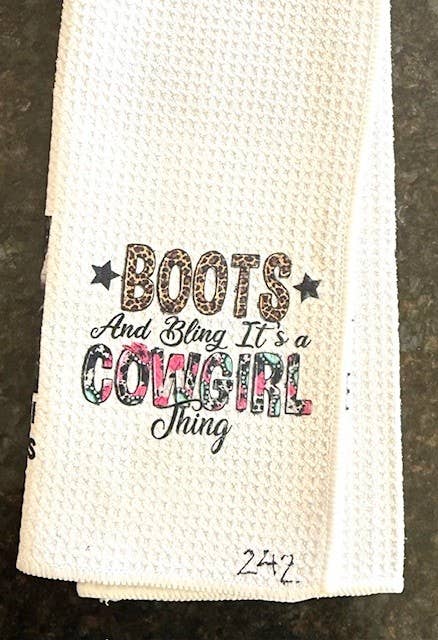 BOOTS
And Bling It's a
COWGIRL
Thing
242